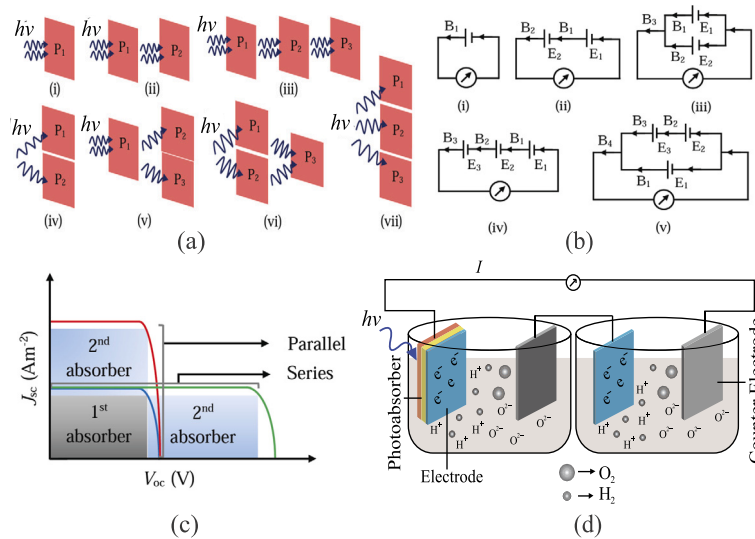 hν
P₁
(i)
hν
P₁
P₂
(ii)
hν
P₁
P₂
P₃
(iii)
hν
P₁
P₂
(iv)
hν
P₁
P₂
P₃
(v)
hν
P₁
P₂
P₃
(vi)
hν
P₁
P₂
P₃
(vii)
(a)
B₁
(i)
B₂ B₁
E₂ E₁
(ii)
B₃
B₁ E₁
B₂ E₂
(iii)
B₃ B₂ B₁
E₃ E₂ E₁
(iv)
B₃ B₂
B₄
E₃ E₂
B₁ E₁
(v)
(b)
Jsc (Am⁻²)
2nd
absorber
1st
absorber
2nd
absorber
Parallel
Series
Voc (V)
(c)
I
hν
Photoabsorber
e⁻ e⁻
e⁻ e⁻
H⁺
H⁺ H⁺
H⁺
O²⁻
O²⁻
O²⁻
O²⁻
Electrode
e⁻ e⁻
e⁻ e⁻
H⁺
H⁺ H⁺
H⁺
O²⁻
O²⁻
O²⁻
O²⁻
Counter Electrode
O₂
H₂
(d)